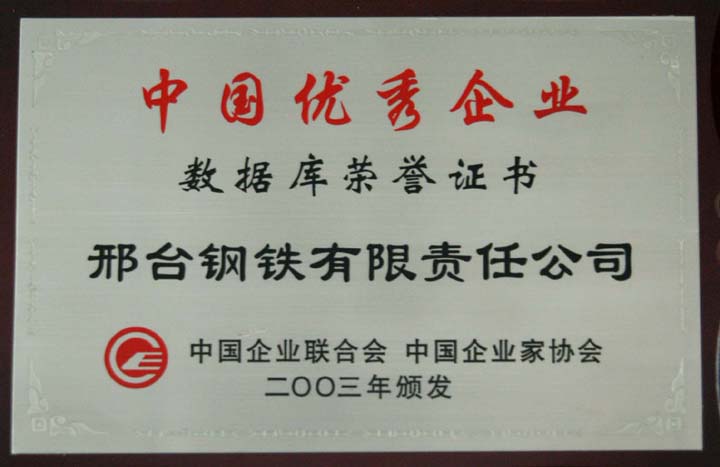 中国优秀企业
数据库荣誉证书
邢台钢铁有限责任公司
中国企业联合会 中国企业家协会
二〇〇三年颁发